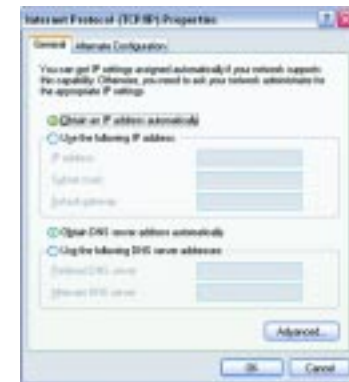 Internet Protocol (TCP/IP) Properties
General Alternate Configuration
You can get IP settings assigned automatically if your network supports
this capability. Otherwise, you need to ask your network administrator for
the appropriate IP settings.
Obtain an IP address automatically
Use the following IP address:
IP address:
Subnet mask:
Default gateway:
Obtain DNS server address automatically
Use the following DNS server addresses:
Preferred DNS server:
Alternate DNS server:
Advanced...
OK Cancel